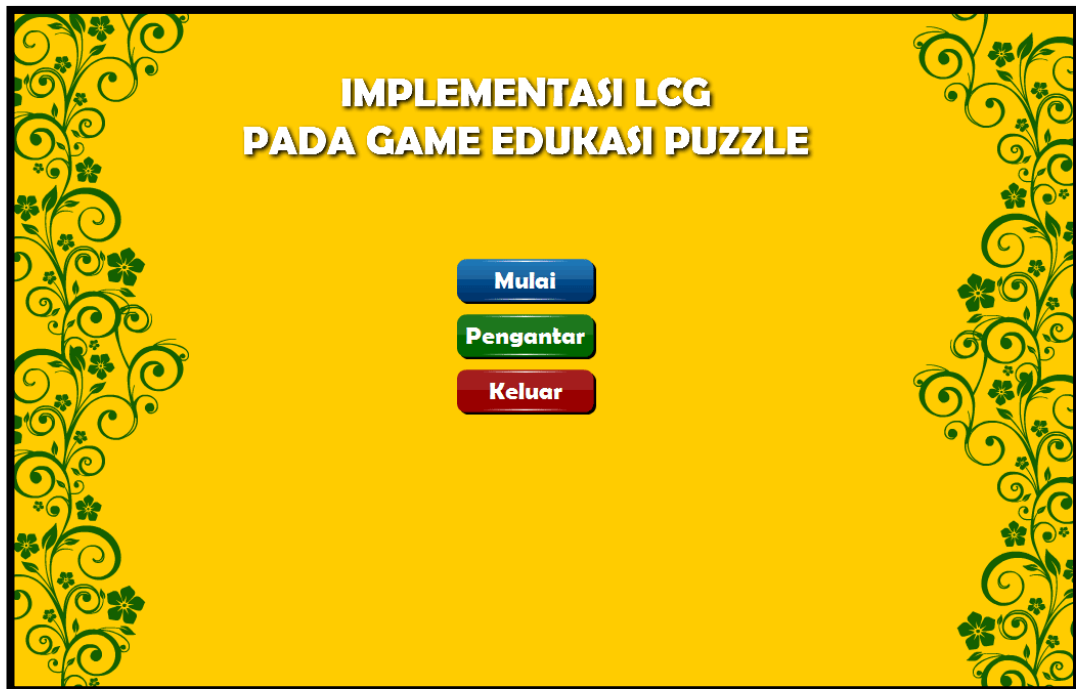 IMPLEMENTASI LCG
PADA GAME EDUKASI PUZZLE
Mulai
Pengantar
Keluar